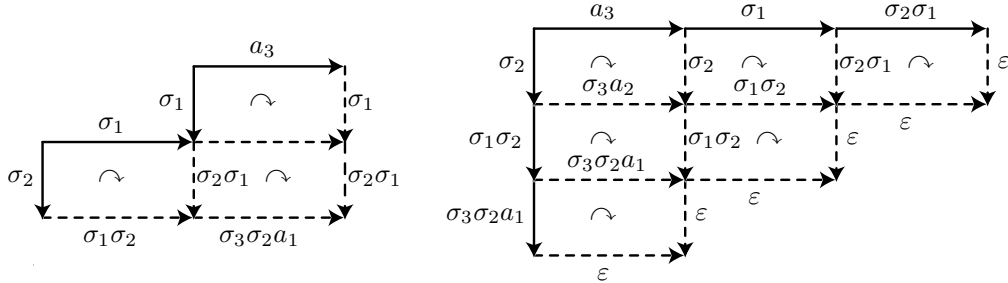 a₃ σ₁ σ₂σ₁
σ₂ σ₂ σ₂σ₁ ε
a₃
σ₃a₂ σ₁σ₂ ε
σ₁ σ₁
σ₁ σ₁σ₂ σ₁σ₂ ε
σ₃σ₂a₁ ε
σ₂ σ₂σ₁ σ₂σ₁
σ₃σ₂a₁ ε
σ₁σ₂ σ₃σ₂a₁
ε